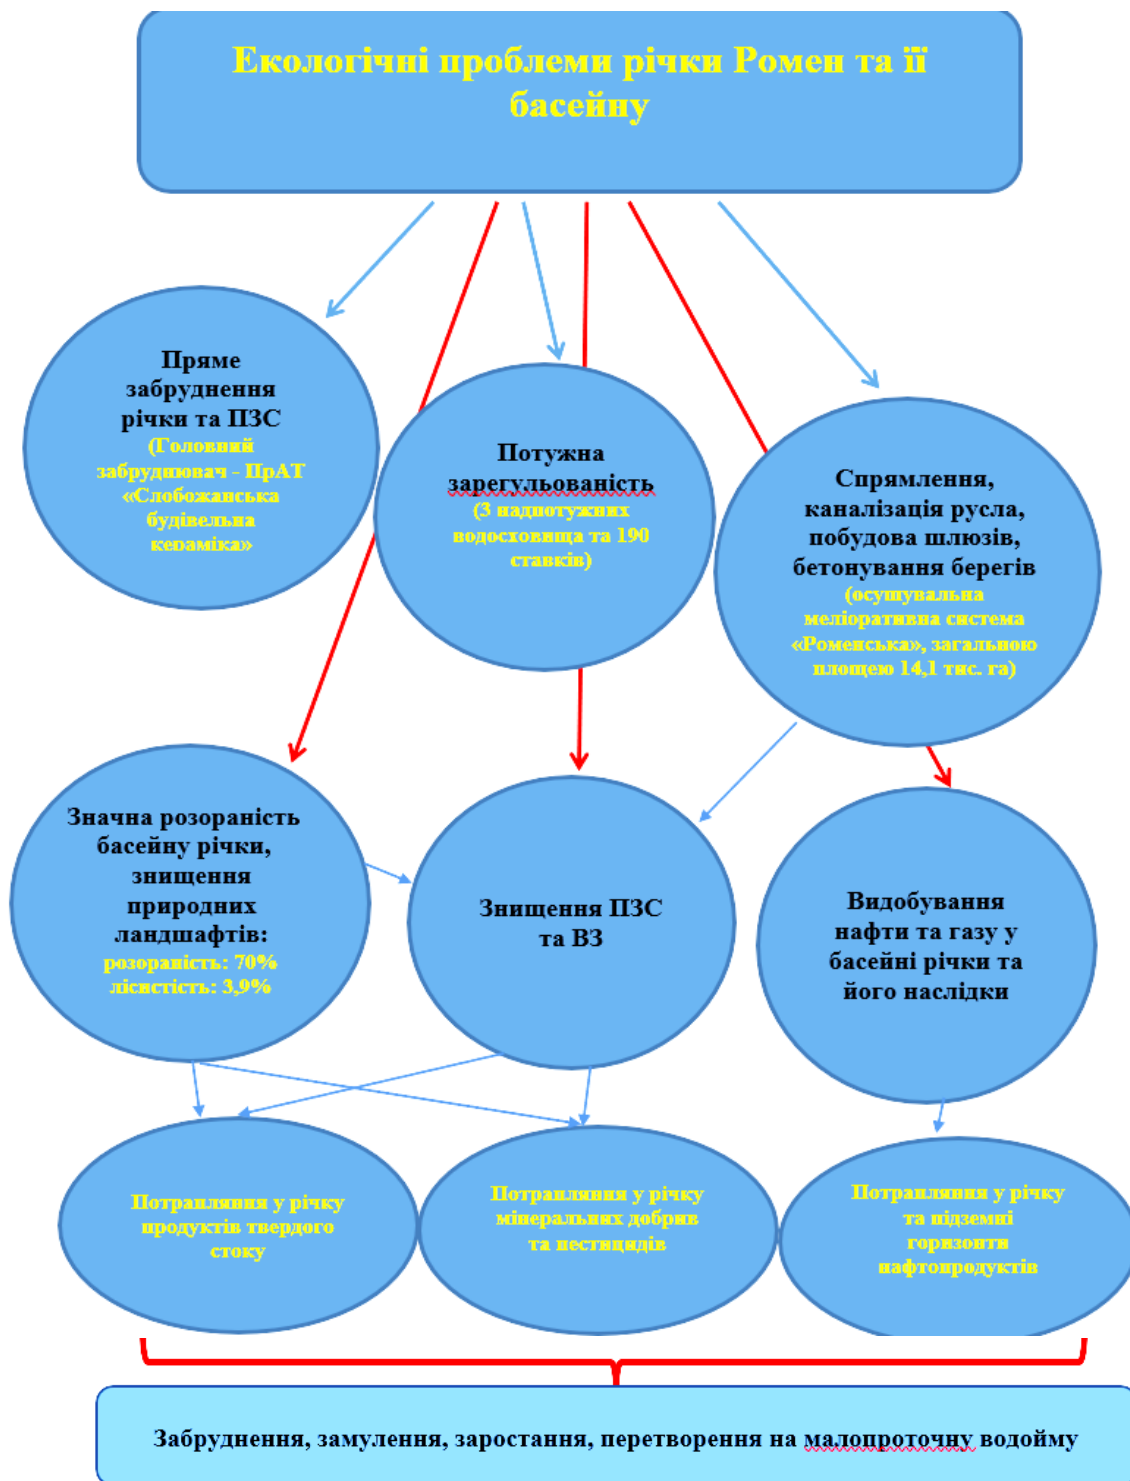 Екологічні проблеми річки Ромен та її
басейну
Пряме
забруднення
річки та ПЗС
(Головний
забруднювач - ПрАТ
«Слобожанська
будівельна
кераміка»
Потужна
зарегульованість
(3 надпотужних
водосховища та 190
ставків)
Спрямлення,
каналізація русла,
побудова шлюзів,
бетонування берегів
(осушувальна
меліоративна система
«Роменська», загальною
площею 14,1 тис. га)
Значна розораність
басейну річки,
знищення
природних
ландшафтів:
розораність: 70%
лісистість: 3,9%
Знищення ПЗС
та ВЗ
Видобування
нафти та газу у
басейні річки та
його наслідки
Потрапляння у річку
продуктів твердого
стоку
Потрапляння у річку
мінеральних добрив
та пестицидів
Потрапляння у річку
та підземні
горизонти
нафтопродуктів
Забруднення, замулення, заростання, перетворення на малопроточну водойму